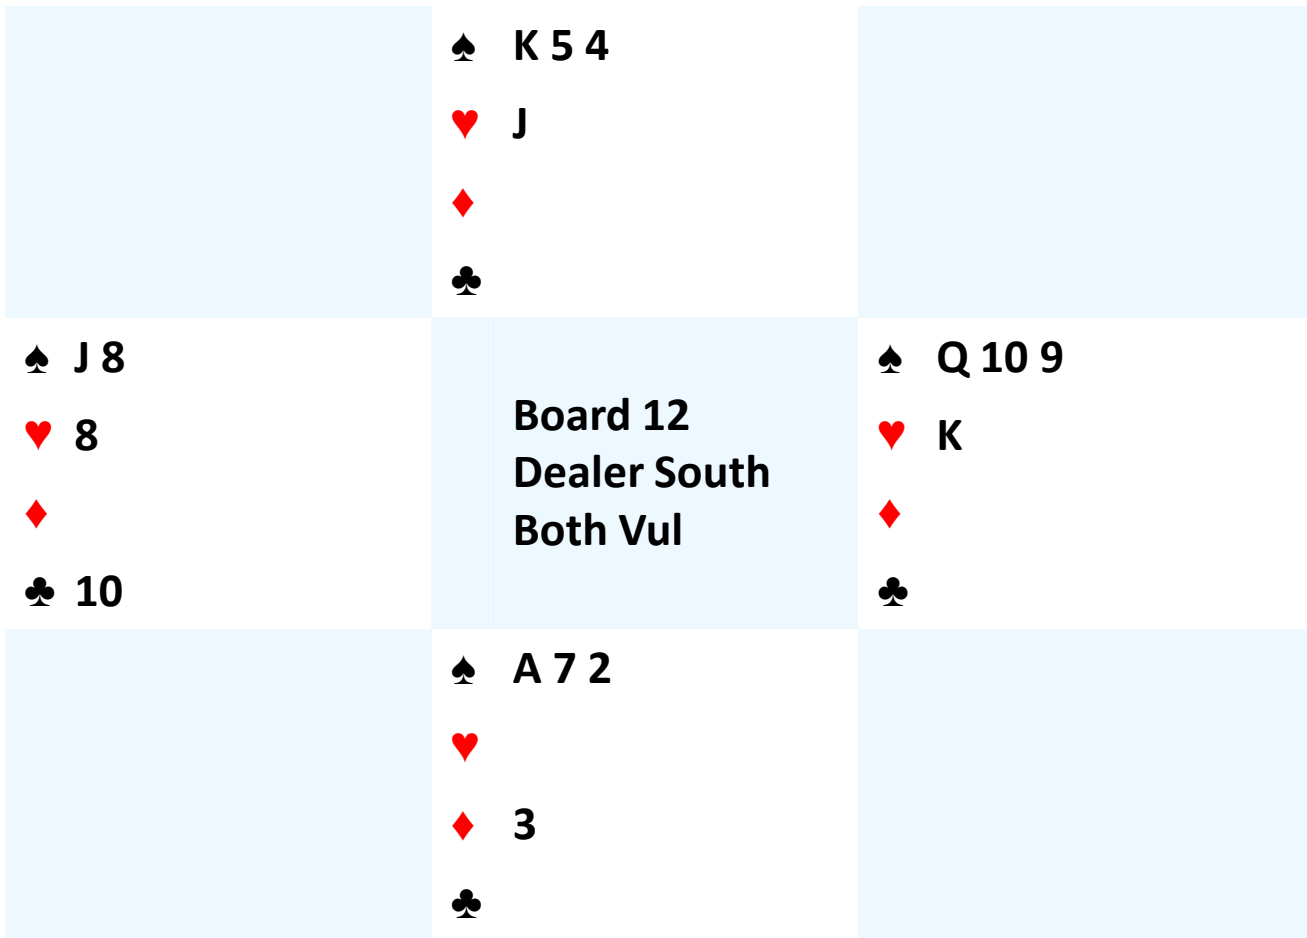 ♠ K 5 4
♥ J
♦
♣
♠ J 8
♥ 8
♦
♣ 10
Board 12
Dealer South
Both Vul
♠ Q 10 9
♥ K
♦
♣
♠ A 7 2
♥
♦ 3
♣